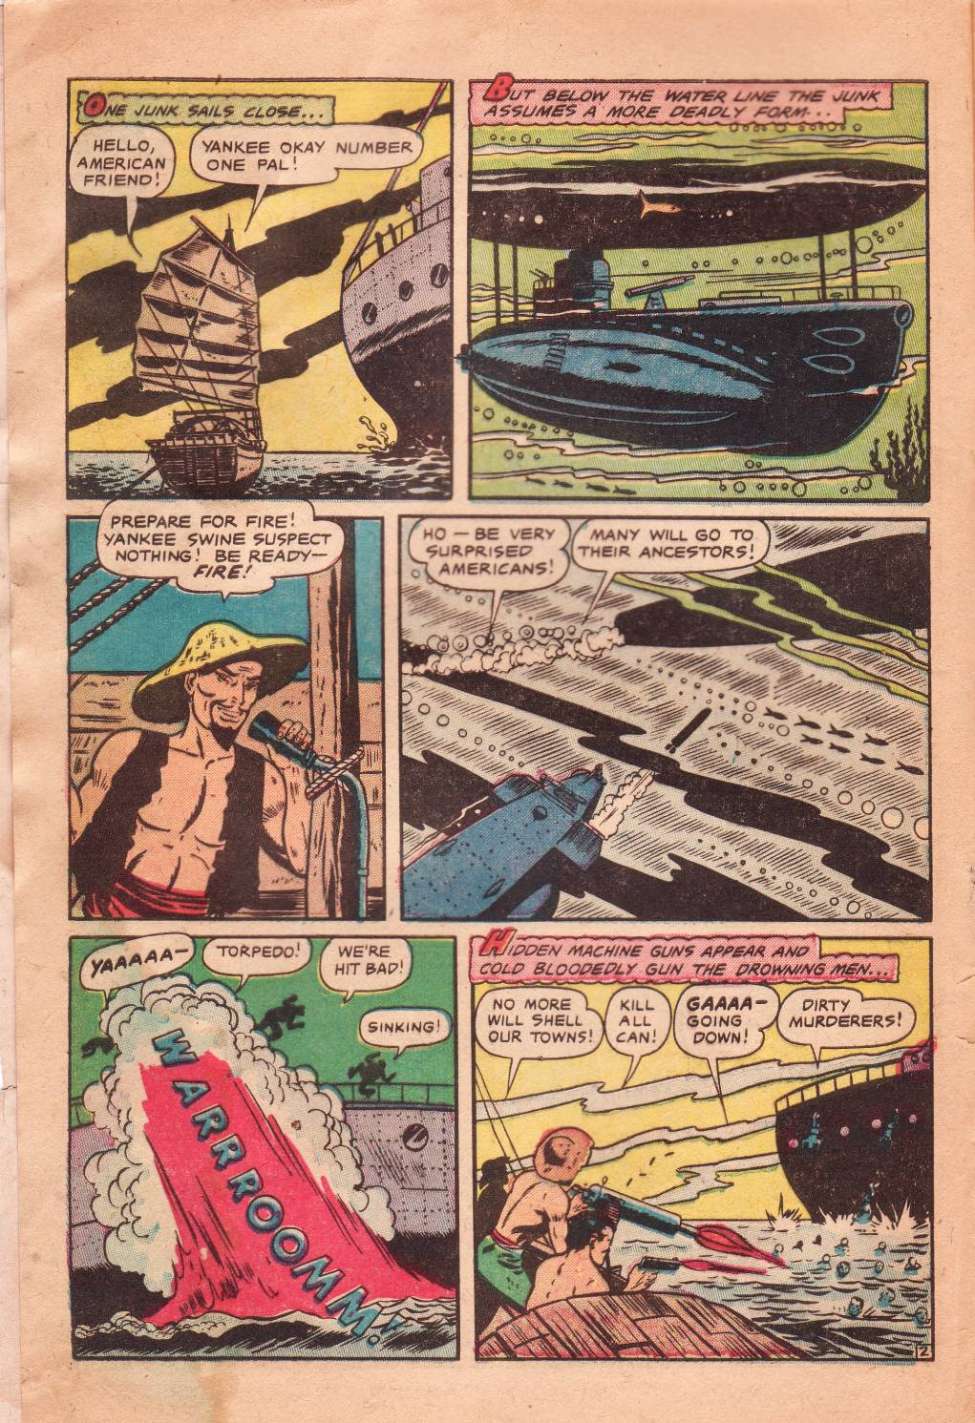 ONE JUNK SAILS CLOSE...
HELLO,
AMERICAN
FRIEND!
YANKEE OKAY NUMBER
ONE PAL!
BUT BELOW THE WATER LINE THE JUNK
ASSUMES A MORE DEADLY FORM...
PREPARE FOR FIRE!
YANKEE SWINE SUSPECT
NOTHING! BE READY—
FIRE!
HO — BE VERY
SURPRISED
AMERICANS!
MANY WILL GO TO
THEIR ANCESTORS!
YAAAAA-
TORPEDO!
WE'RE
HIT BAD!
SINKING!
WARRROOMM!
HIDDEN MACHINE GUNS APPEAR AND
COLD BLOODEDLY GUN THE DROWNING MEN...
NO MORE
WILL SHELL
OUR TOWNS!
KILL
ALL
CAN!
GAAAA-
GOING
DOWN!
DIRTY
MURDERERS!
2